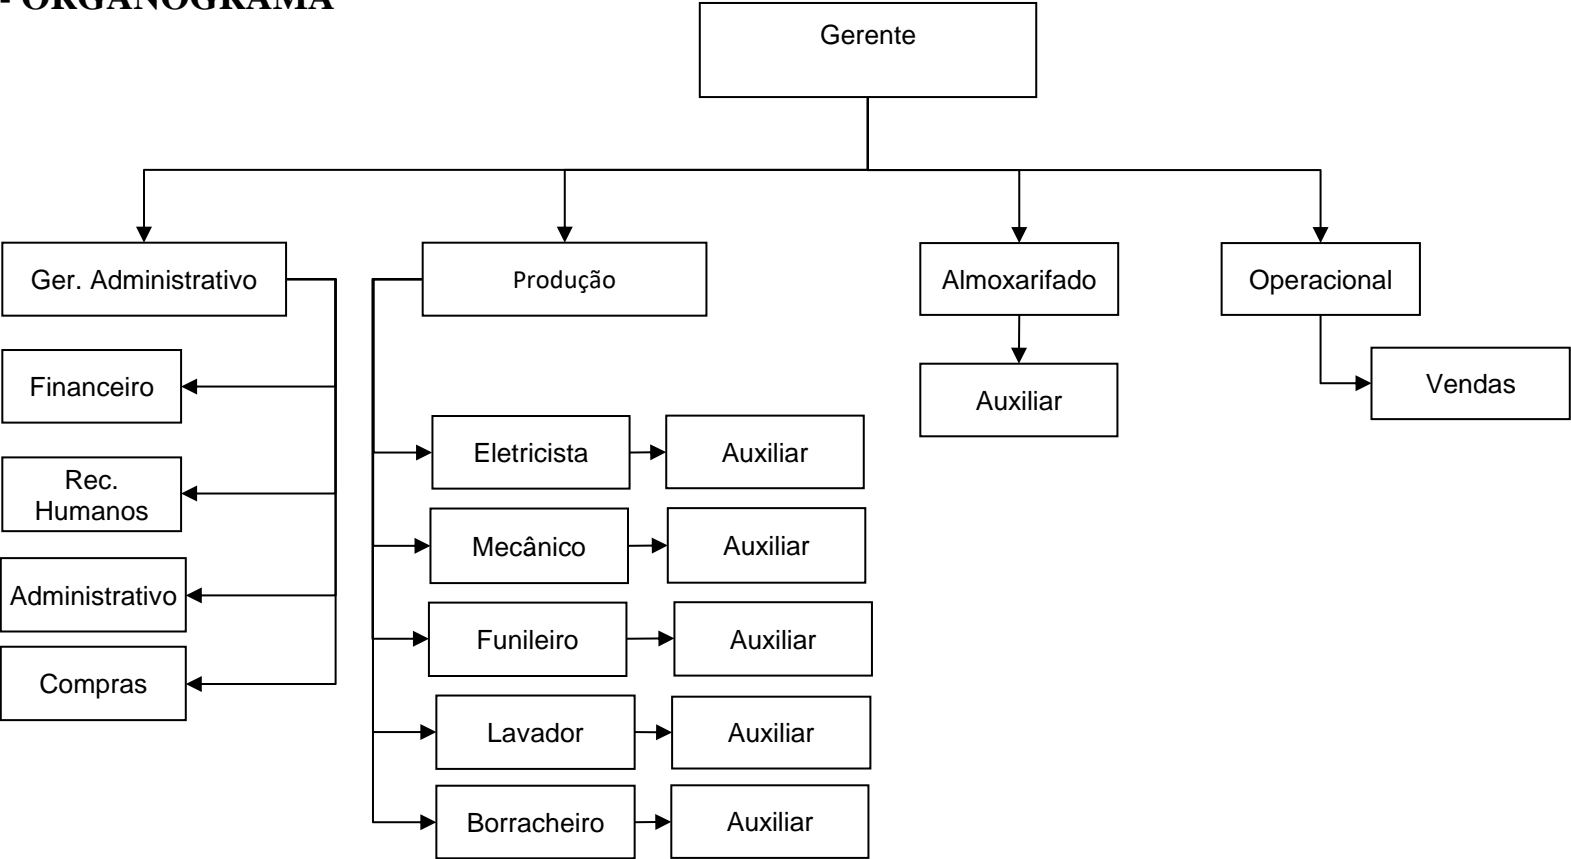 - ORGANOGRAMA
Gerente
Ger. Administrativo
Produção
Almoxarifado
Operacional
Financeiro
Rec.
Humanos
Administrativo
Compras
Eletricista
Auxiliar
Mecânico
Auxiliar
Funileiro
Auxiliar
Lavador
Auxiliar
Borracheiro
Auxiliar
Auxiliar
Vendas